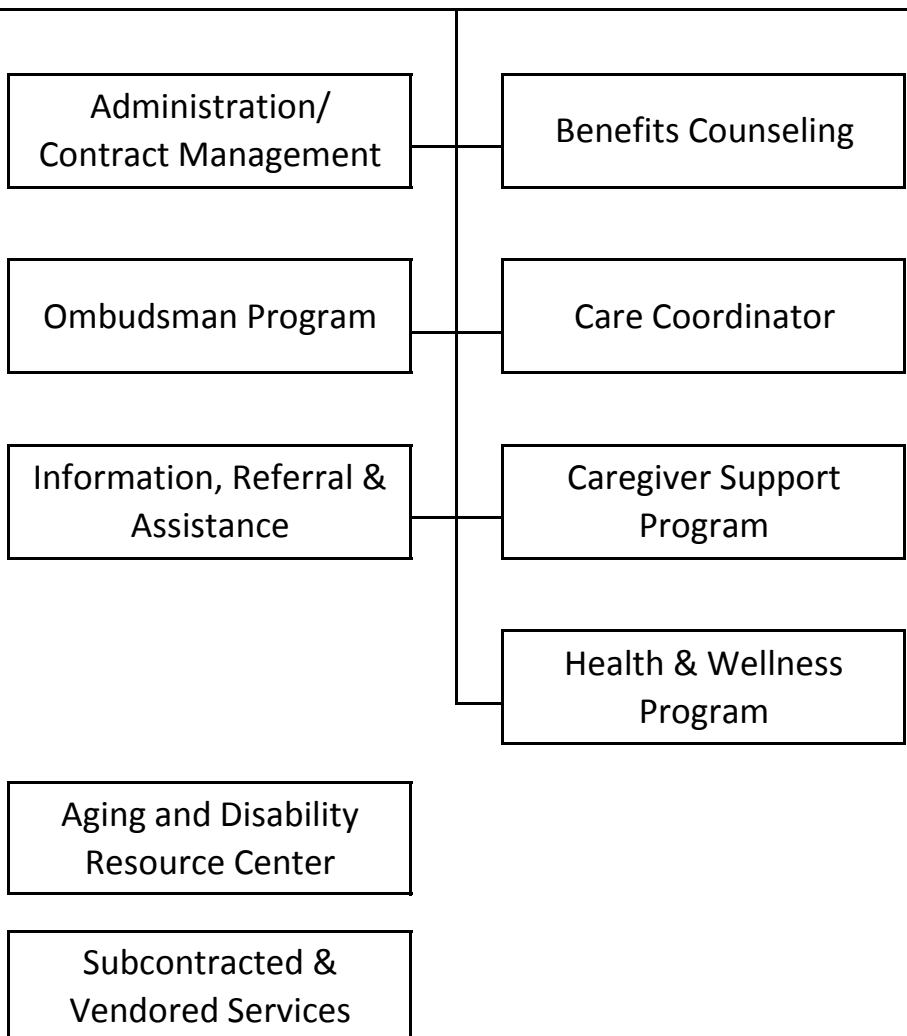 Administration/
Contract Management
Benefits Counseling
Ombudsman Program
Care Coordinator
Information, Referral &
Assistance
Caregiver Support
Program
Health & Wellness
Program
Aging and Disability
Resource Center
Subcontracted &
Vendored Services